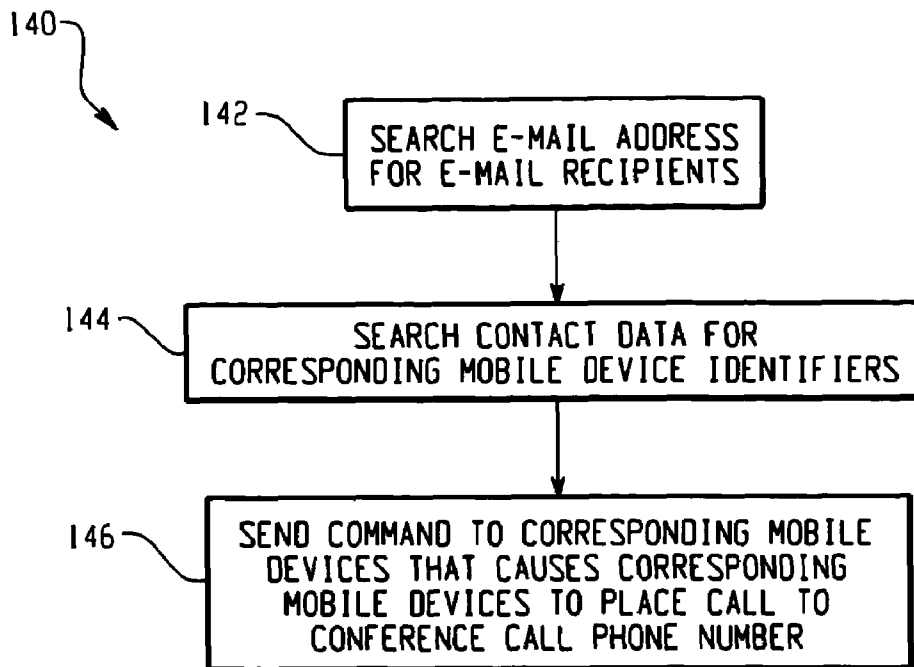 140
142
SEARCH E-MAIL ADDRESS
FOR E-MAIL RECIPIENTS
144
SEARCH CONTACT DATA FOR
CORRESPONDING MOBILE DEVICE IDENTIFIERS
146
SEND COMMAND TO CORRESPONDING MOBILE
DEVICES THAT CAUSES CORRESPONDING
MOBILE DEVICES TO PLACE CALL TO
CONFERENCE CALL PHONE NUMBER